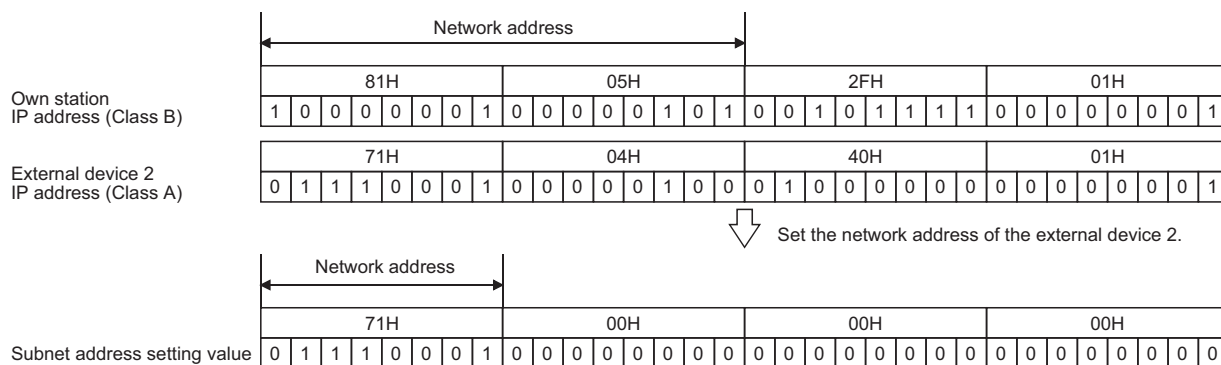 Network address
81H 05H 2FH 01H
Own station
IP address (Class B)
1 0 0 0 0 0 0 1 0 0 0 0 0 1 0 1 0 0 1 0 1 1 1 1 0 0 0 0 0 0 0 1
71H 04H 40H 01H
External device 2
IP address (Class A)
0 1 1 1 0 0 0 1 0 0 0 0 0 1 0 0 0 1 0 0 0 0 0 0 0 0 0 0 0 0 0 1
Set the network address of the external device 2.
Network address
71H 00H 00H 00H
Subnet address setting value 0 1 1 1 0 0 0 1 0 0 0 0 0 0 0 0 0 0 0 0 0 0 0 0 0 0 0 0 0 0 0 0